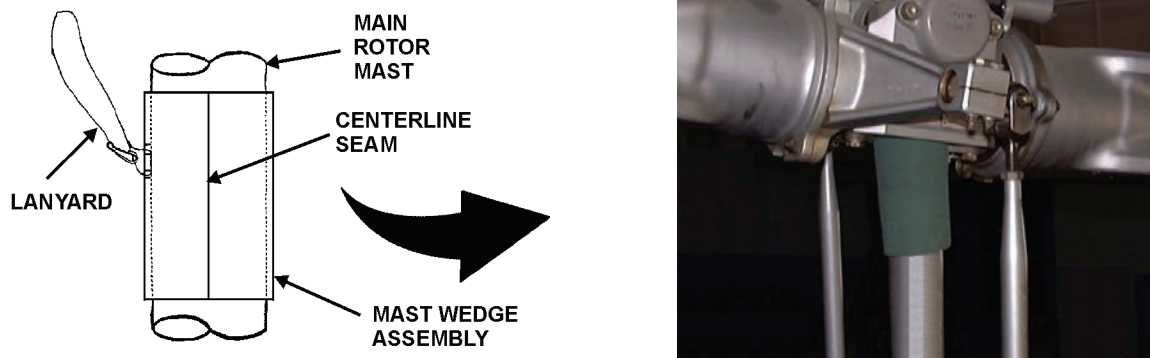 MAIN
ROTOR
MAST
CENTERLINE
SEAM
LANYARD
MAST WEDGE
ASSEMBLY